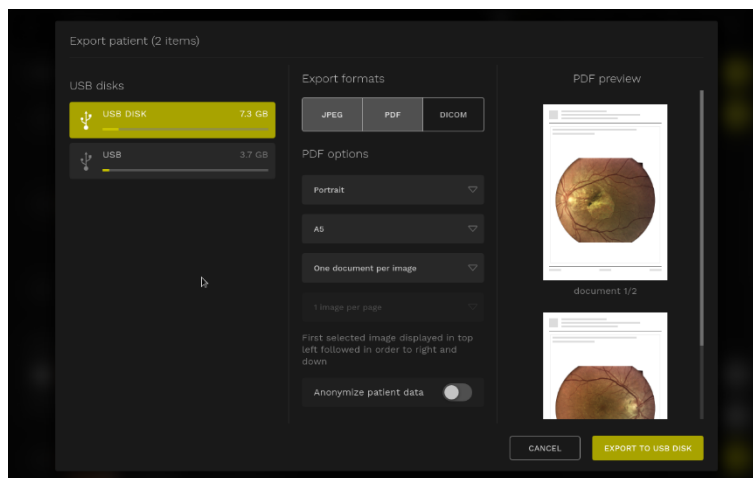 Export patient (2 items)
USB disks
USB DISK 7.3 GB
USB 3.7 GB
Export formats
JPEG PDF DICOM
PDF options
Portrait
A5
One document per image
1 image per page
First selected image displayed in top
left followed in order to right and
down
Anonymize patient data
PDF preview
document 1/2
CANCEL EXPORT TO USB DISK